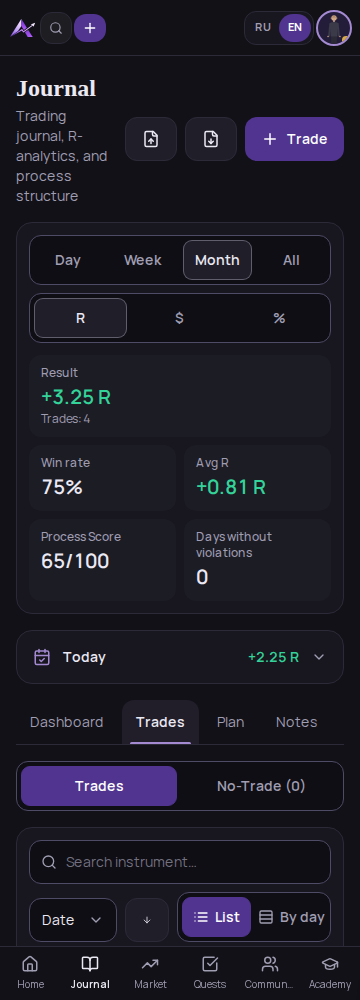 RU EN
Journal
Trading
journal, R-
analytics, and
process
structure
Trade
Day Week Month All
R $ %
Result
+3.25 R
Trades: 4
Win rate
75%
Avg R
+0.81 R
Process Score
65/100
Days without
violations
0
Today +2.25 R
Dashboard Trades Plan Notes
Trades No-Trade (0)
Search instrument...
Date List By day
Home Journal Market Quests Commun... Academy